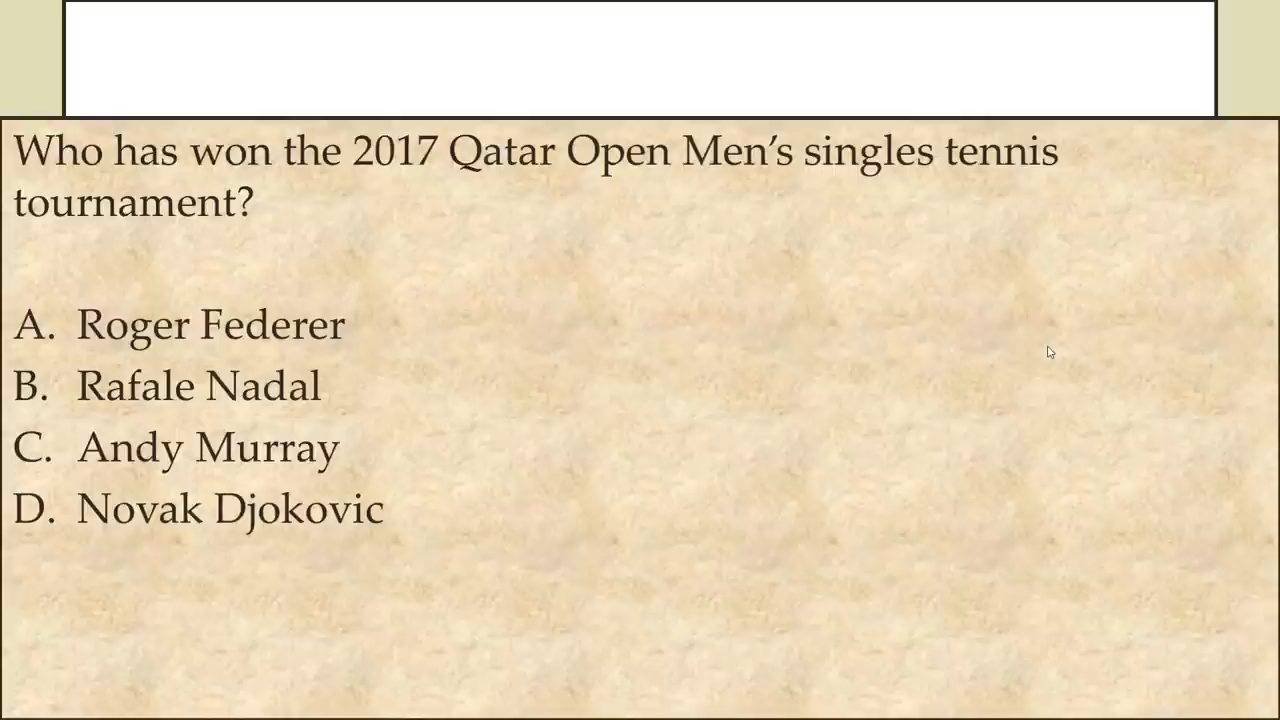 Who has won the 2017 Qatar Open Men’s singles tennis
tournament?
A. Roger Federer
B. Rafale Nadal
C. Andy Murray
D. Novak Djokovic